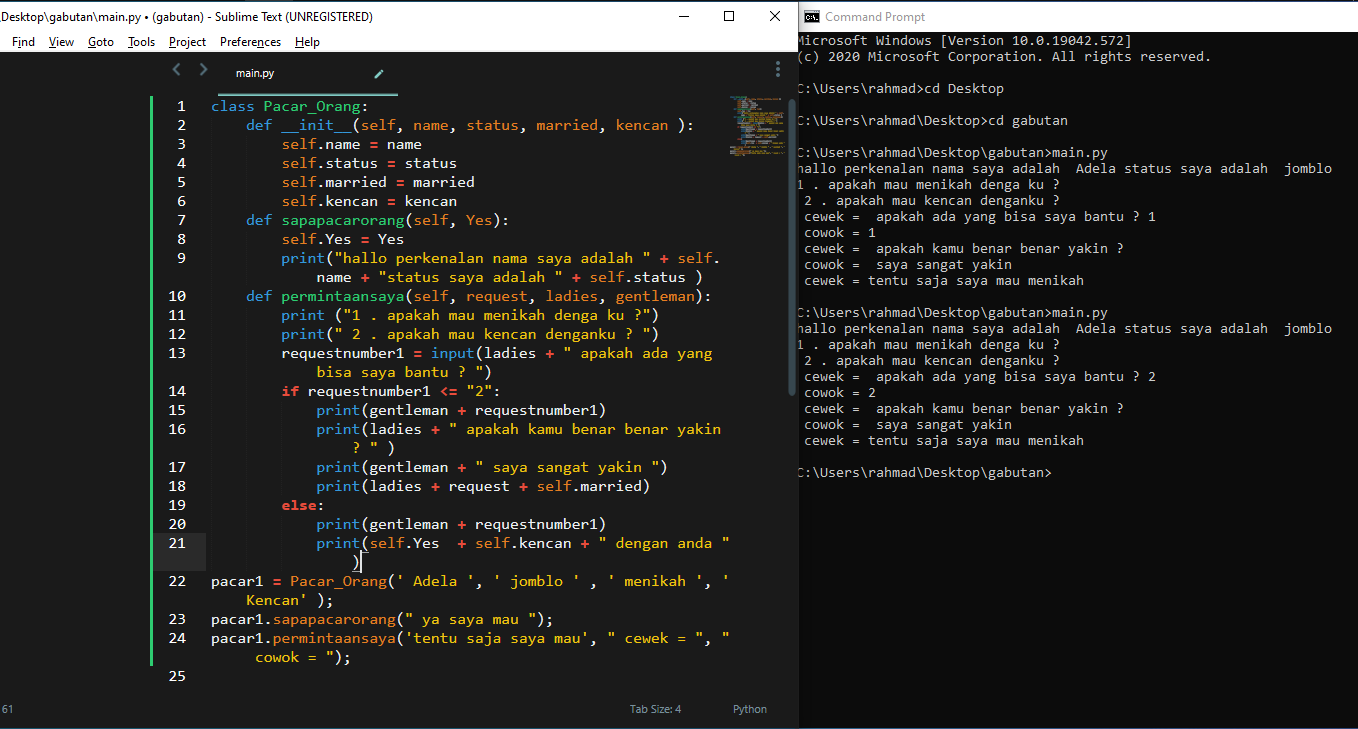 Desktop\gabutan\main.py • (gabutan) - Sublime Text (UNREGISTERED)
Find View Goto Tools Project Preferences Help
main.py
1 class Pacar_Orang:
2 def __init__(self, name, status, married, kencan ):
3 self.name = name
4 self.status = status
5 self.married = married
6 self.kencan = kencan
7 def sapapacarorang(self, Yes):
8 self.Yes = Yes
9 print("hallo perkenalan nama saya adalah " + self.
name + "status saya adalah " + self.status )
10 def permintaansaya(self, request, ladies, gentleman):
11 print ("1 . apakah mau menikah denga ku ?")
12 print(" 2 . apakah mau kencan denganku ? ")
13 requestnumber1 = input(ladies + " apakah ada yang
bisa saya bantu ? ")
14 if requestnumber1 <= "2":
15 print(gentleman + requestnumber1)
16 print(ladies + " apakah kamu benar benar yakin
? " )
17 print(gentleman + " saya sangat yakin ")
18 print(ladies + request + self.married)
19 else:
20 print(gentleman + requestnumber1)
21 print(self.Yes  + self.kencan + " dengan anda "
)
22 pacar1 = Pacar_Orang(' Adela ', ' jomblo ' , ' menikah ', '
Kencan' );
23 pacar1.sapapacarorang(" ya saya mau ");
24 pacar1.permintaansaya('tentu saja saya mau', " cewek = ", "
cowok = ");
25
61
Tab Size: 4 Python
Command Prompt
Microsoft Windows [Version 10.0.19042.572]
(c) 2020 Microsoft Corporation. All rights reserved.
C:\Users\rahmad>cd Desktop
C:\Users\rahmad\Desktop>cd gabutan
C:\Users\rahmad\Desktop\gabutan>main.py
hallo perkenalan nama saya adalah  Adela status saya adalah  jomblo
1 . apakah mau menikah denga ku ?
2 . apakah mau kencan denganku ?
cewek =  apakah ada yang bisa saya bantu ? 1
cowok = 1
cewek =  apakah kamu benar benar yakin ?
cowok =  saya sangat yakin
cewek = tentu saja saya mau menikah
C:\Users\rahmad\Desktop\gabutan>main.py
hallo perkenalan nama saya adalah  Adela status saya adalah  jomblo
1 . apakah mau menikah denga ku ?
2 . apakah mau kencan denganku ?
cewek =  apakah ada yang bisa saya bantu ? 2
cowok = 2
cewek =  apakah kamu benar benar yakin ?
cowok =  saya sangat yakin
cewek = tentu saja saya mau menikah
C:\Users\rahmad\Desktop\gabutan>